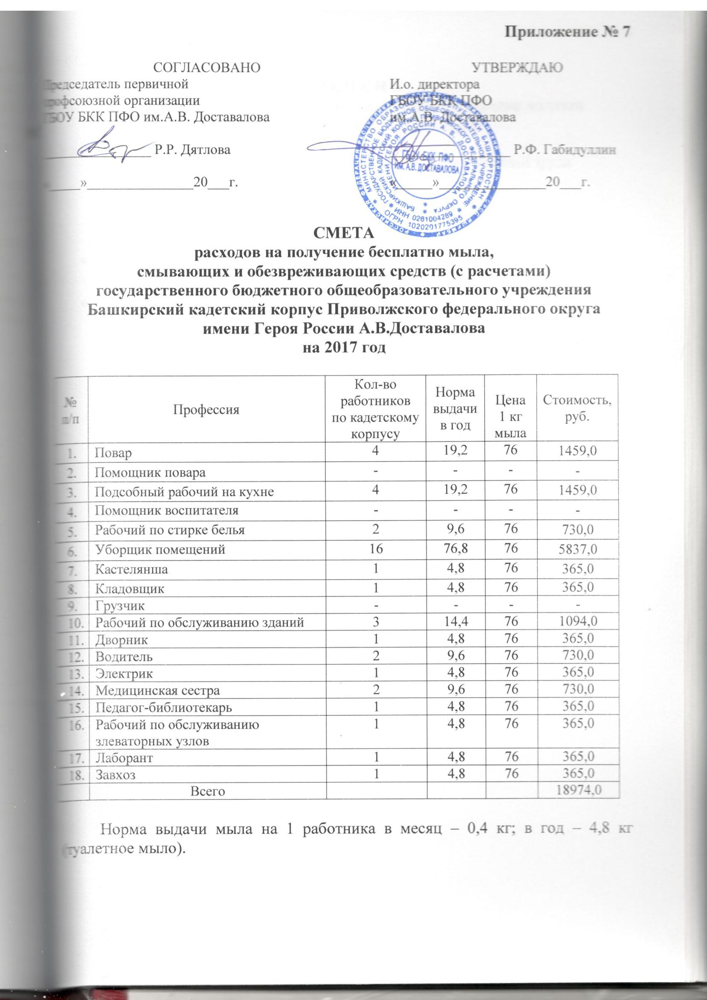 Приложение № 7
СОГЛАСОВАНО
Председатель первичной
профсоюзной организации
ГБОУ БКК ПФО им.А.В. Доставалова
Р.Р. Дятлова
«_____»_______________20___г.
УТВЕРЖДАЮ
И.о. директора
ГБОУ БКК ПФО
им.А.В. Доставалова
Р.Ф. Габидуллин
«_____»_______________20___г.
ГБОУ БКК ПФО
ИМ. А.В. ДОСТАВАЛОВА
ИНН 0261004289
ОГРН 1020201775395
СМЕТА
расходов на получение бесплатно мыла,
смывающих и обезвреживающих средств (с расчетами)
государственного бюджетного общеобразовательного учреждения
Башкирский кадетский корпус Приволжского федерального округа
имени Героя России А.В.Доставалова
на 2017 год
№ п/п Профессия Кол-во работников по кадетскому корпусу Норма выдачи в год Цена 1 кг мыла Стоимость, руб.
1. Повар 4 19,2 76 1459,0
2. Помощник повара - - - -
3. Подсобный рабочий на кухне 4 19,2 76 1459,0
4. Помощник воспитателя - - - -
5. Рабочий по стирке белья 2 9,6 76 730,0
6. Уборщик помещений 16 76,8 76 5837,0
7. Кастелянша 1 4,8 76 365,0
8. Кладовщик 1 4,8 76 365,0
9. Грузчик - - - -
10. Рабочий по обслуживанию зданий 3 14,4 76 1094,0
11. Дворник 1 4,8 76 365,0
12. Водитель 2 9,6 76 730,0
13. Электрик 1 4,8 76 365,0
14. Медицинская сестра 2 9,6 76 730,0
15. Педагог-библиотекарь 1 4,8 76 365,0
16. Рабочий по обслуживанию 1 4,8 76 365,0
злеваторных узлов
17. Лаборант 1 4,8 76 365,0
18. Завхоз 1 4,8 76 365,0
Всего 18974,0
Норма выдачи мыла на 1 работника в месяц – 0,4 кг; в год – 4,8 кг
(туалетное мыло).